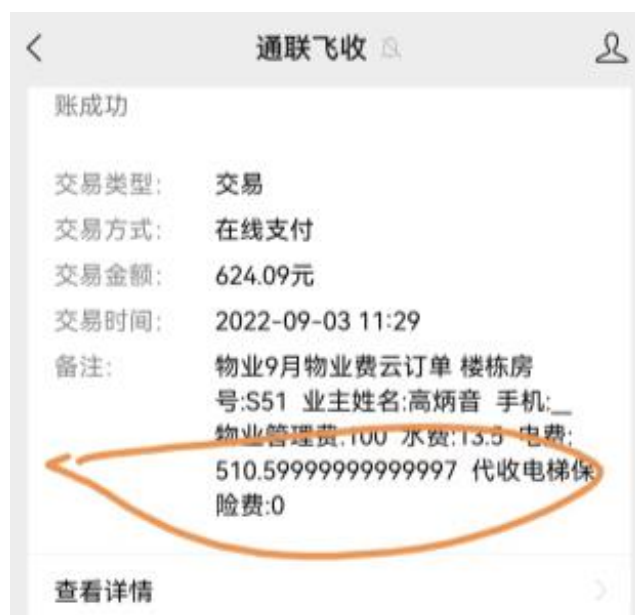 通联飞收
账成功
交易类型: 交易
交易方式: 在线支付
交易金额: 624.09元
交易时间: 2022-09-03 11:29
备注: 物业9月物业费云订单 楼栋房
号:S51 业主姓名:高炳音 手机:__
物业管理费:100 水费:13.5 电费:
510.59999999999997 代收电梯保
险费:0
查看详情